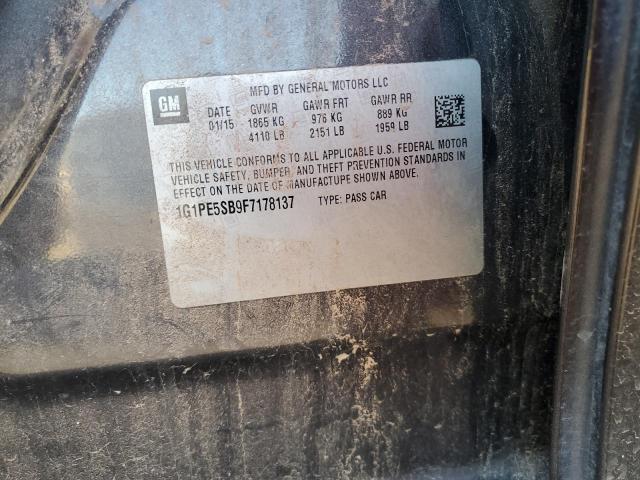 MFD BY GENERAL MOTORS LLC
GM
DATE GVWR GAWR FRT GAWR RR
01/15 1865 KG 976 KG 889 KG
4110 LB 2151 LB 1959 LB
THIS VEHICLE CONFORMS TO ALL APPLICABLE U.S. FEDERAL MOTOR
VEHICLE SAFETY, BUMPER, AND THEFT PREVENTION STANDARDS IN
EFFECT ON THE DATE OF MANUFACTURE SHOWN ABOVE.
1G1PE5SB9F7178137 TYPE: PASS CAR